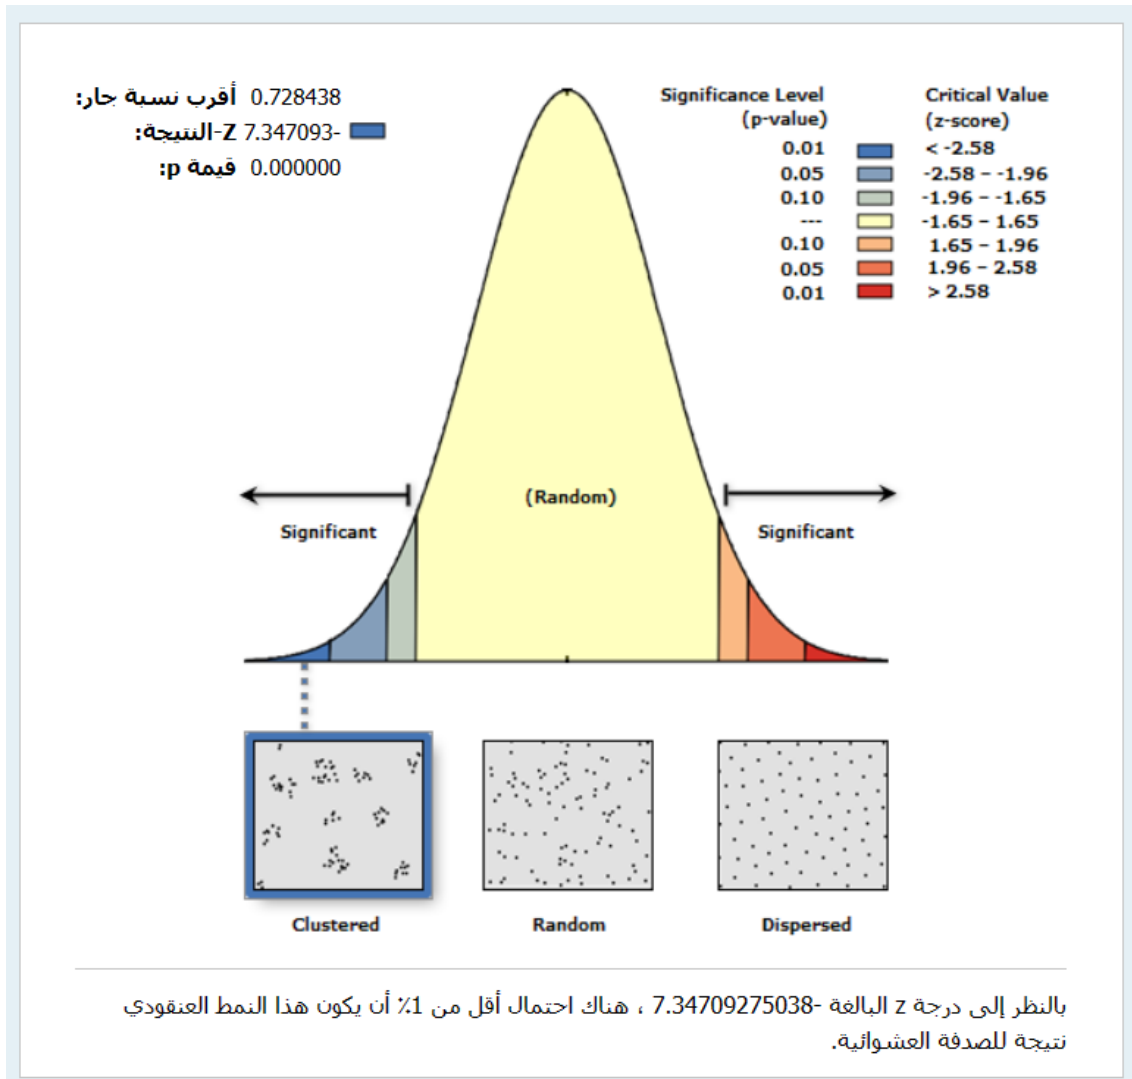 أقرب نسبة جار: 0.728438
Z-النتيجة: 7.347093-
قيمة p: 0.000000
Significance Level
(p-value)
Critical Value
(z-score)
0.01 < -2.58
0.05 -2.58 – -1.96
0.10 -1.96 – -1.65
--- -1.65 – 1.65
0.10 1.65 – 1.96
0.05 1.96 – 2.58
0.01 > 2.58
(Random)
Significant
Significant
Clustered
Random
Dispersed
بالنظر إلى درجة z البالغة -7.34709275038 ، هناك احتمال أقل من 1٪ أن يكون هذا النمط العنقودي
نتيجة للصدفة العشوائية.